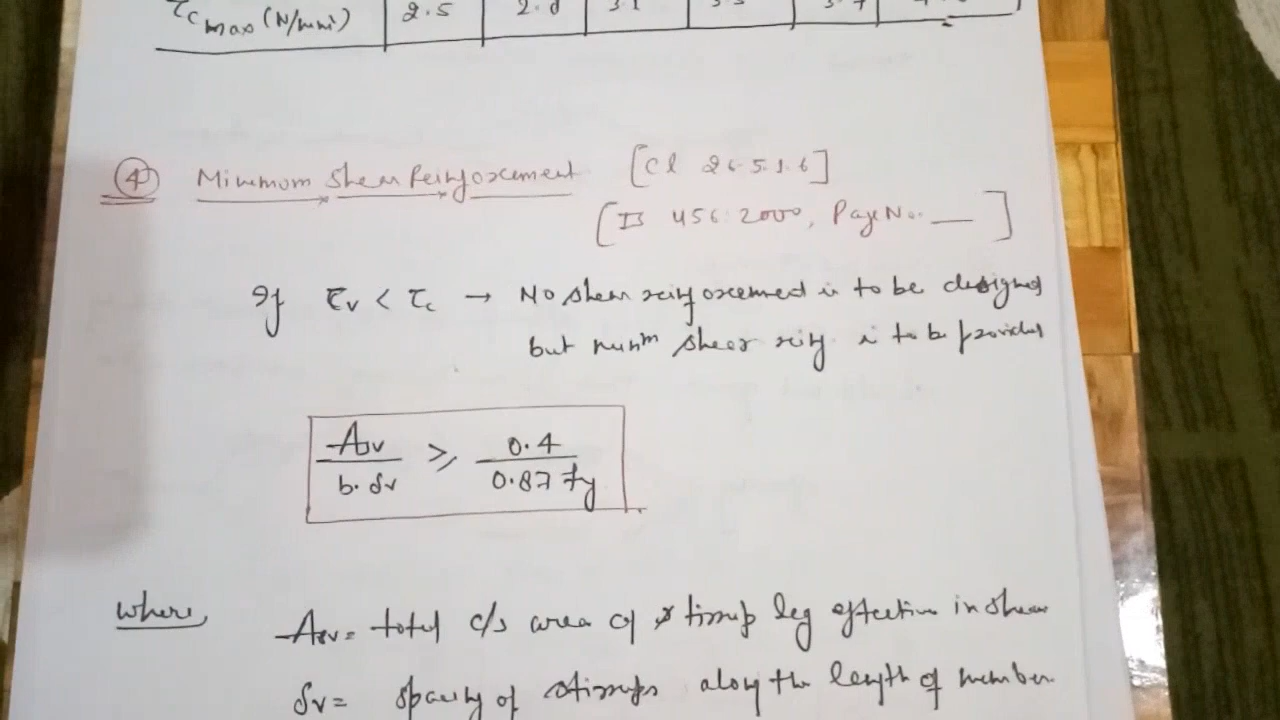 τc max (N/mm²) 2.5 2.8 3.1
④ Minimum Shear Reinforcement [Cl 26.5.1.6]
[IS 456:2000, Page No. __ ]
If τv < τc → No shear reinforcement is to be designed
but minm shear reinf is to be provided
Asv / b. Sv ≥ 0.4 / 0.87 fy
where, Asv = total c/s area of stirrup leg effective in shear
Sv = spacing of stirrups along the length of member